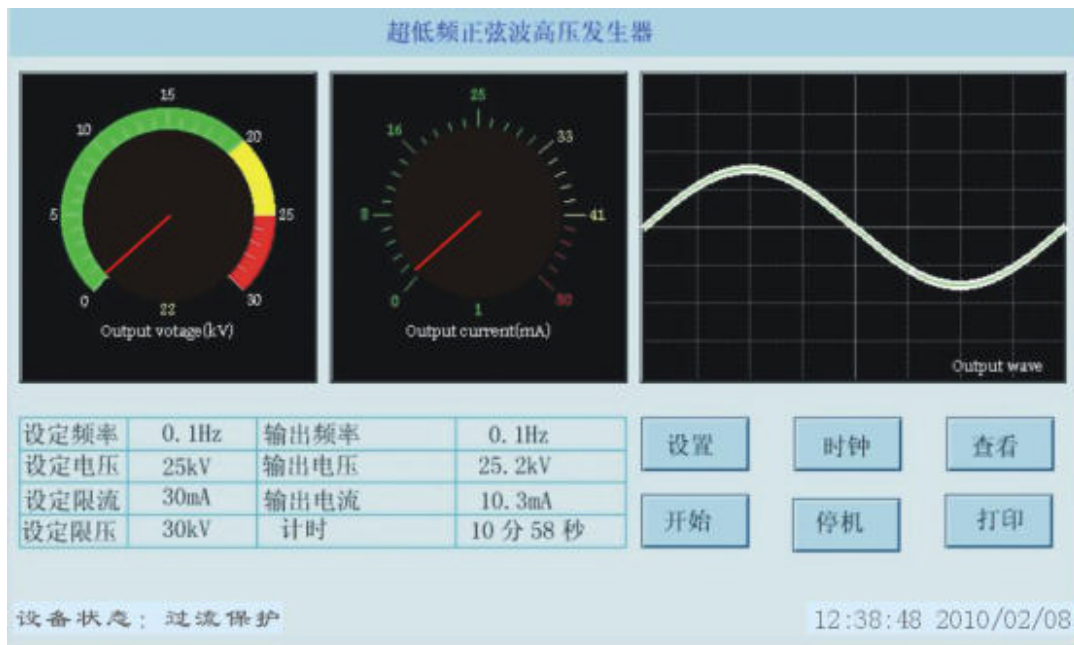 超低频正弦波高压发生器
15
10
20
5
25
0
30
22
Output votage(kV)
25
16
33
8
41
0
50
1
Output current(mA)
Output wave
设定频率 0.1Hz 输出频率 0.1Hz
设定电压 25kV 输出电压 25.2kV
设定限流 30mA 输出电流 10.3mA
设定限压 30kV 计时 10分58秒
设置 时钟 查看
开始 停机 打印
设备状态：过流保护
12:38:48 2010/02/08